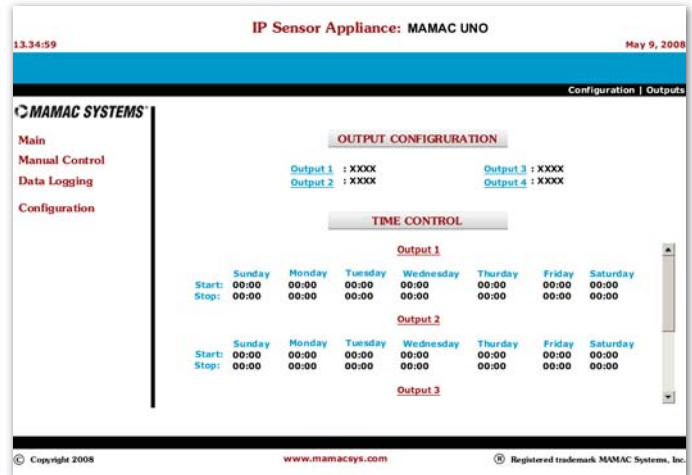 IP Sensor Appliance: MAMAC UNO
13.34:59
May 9, 2008
Configuration | Outputs
MAMAC SYSTEMS
Main
Manual Control
Data Logging
Configuration
OUTPUT CONFIGRURATION
Output 1 : XXXX
Output 3 : XXXX
Output 2 : XXXX
Output 4 : XXXX
TIME CONTROL
Output 1
Sunday Monday Tuesday Wednesday Thurday Friday Saturday
Start: 00:00 00:00 00:00 00:00 00:00 00:00 00:00
Stop: 00:00 00:00 00:00 00:00 00:00 00:00 00:00
Output 2
Sunday Monday Tuesday Wednesday Thurday Friday Saturday
Start: 00:00 00:00 00:00 00:00 00:00 00:00 00:00
Stop: 00:00 00:00 00:00 00:00 00:00 00:00 00:00
Output 3
© Copyright 2008
www.mamacsys.com
® Registered trademark MAMAC Systems, Inc.